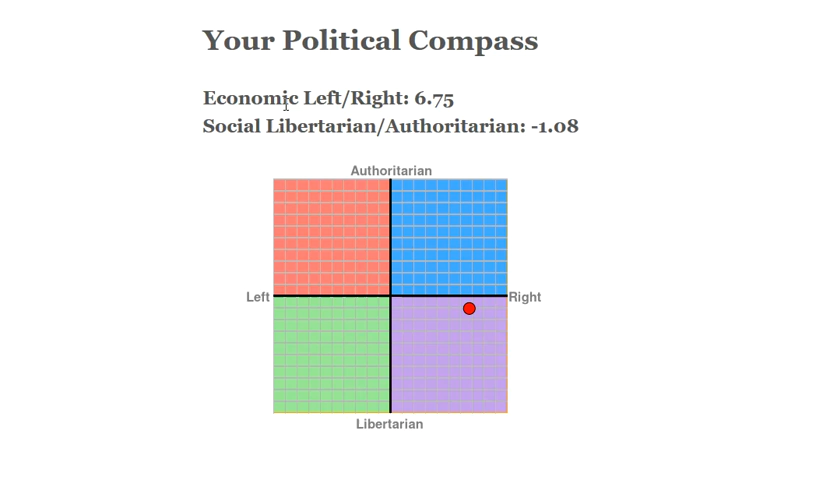 Your Political Compass
Economic Left/Right: 6.75
Social Libertarian/Authoritarian: -1.08
Authoritarian
Left
Right
Libertarian